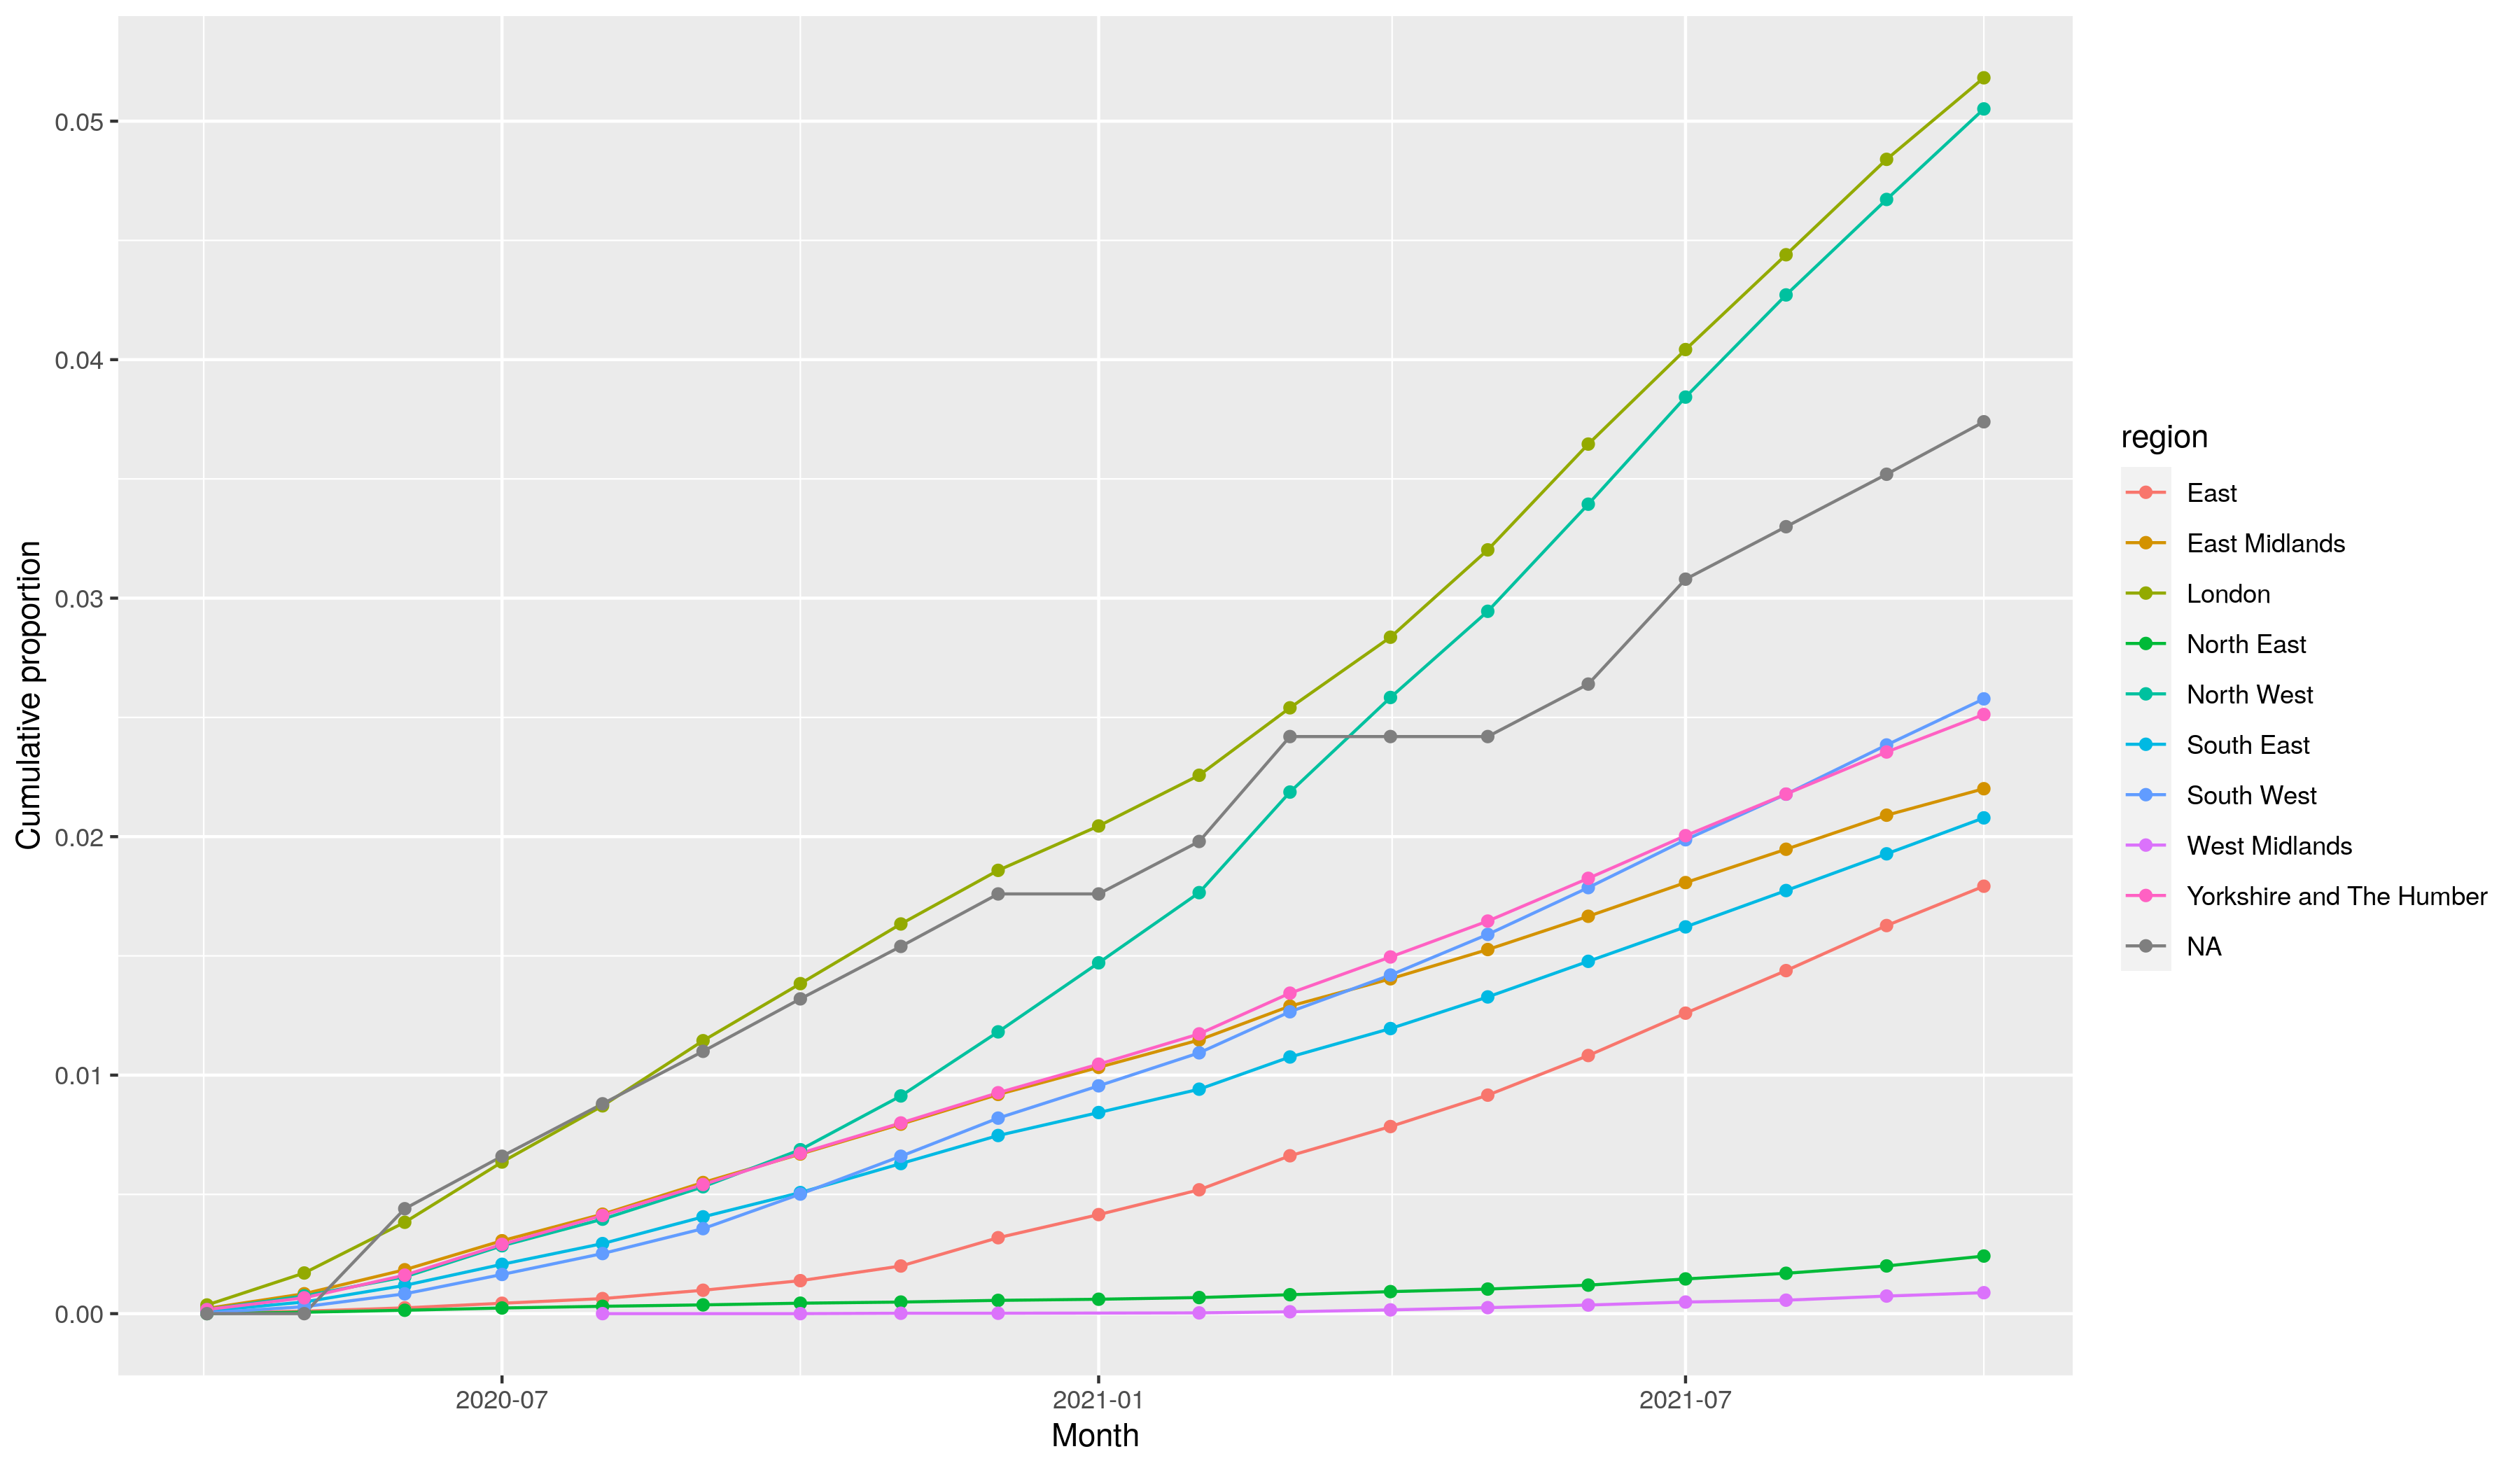 0.05
0.04
0.03
0.02
0.01
0.00
Cumulative proportion
2020-07
2021-01
2021-07
Month
region
East
East Midlands
London
North East
North West
South East
South West
West Midlands
Yorkshire and The Humber
NA